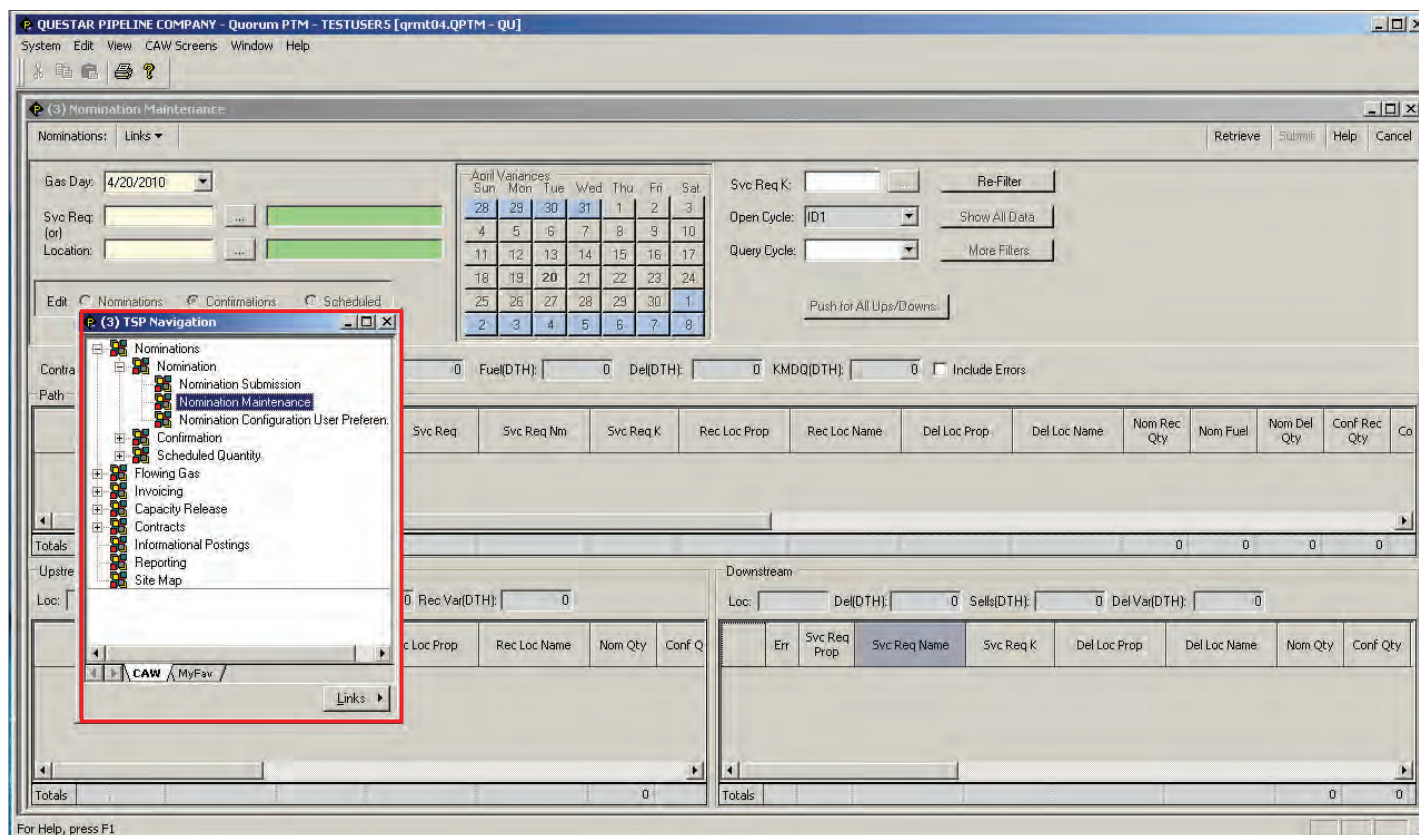 QUESTAR PIPELINE COMPANY - Quorum PTM - TESTUSER5 [qrmt04.QPTM - QU]
System Edit View CAW Screens Window Help
(3) Nomination Maintenance
Nominations: Links
Retrieve Submit Help Cancel
Gas Day: 4/20/2010
Svc Req: ...
(or)
Location: ...
April Variances
Sun Mon Tue Wed Thu Fri Sat
28 29 30 31 1 2 3
4 5 6 7 8 9 10
11 12 13 14 15 16 17
18 19 20 21 22 23 24
25 26 27 28 29 30 1
2 3 4 5 6 7 8
Svc Req K: ... Re-Filter
Open Cycle: ID1 Show All Data
Query Cycle: More Filters
Push for All Ups/Downs
Edit Nominations Confirmations Scheduled
(3) TSP Navigation
Nominations
Nomination
Nomination Submission
Nomination Maintenance
Nomination Configuration User Preferen
Confirmation
Scheduled Quantity
Flowing Gas
Invoicing
Capacity Release
Contracts
Informational Postings
Reporting
Site Map
CAW MyFav
Links
Contra 0 Fuel(DTH): 0 Del(DTH): 0 KMDQ(DTH): 0 Include Errors
Path
Svc Req Svc Req Nm Svc Req K Rec Loc Prop Rec Loc Name Del Loc Prop Del Loc Name Nom Rec Qty Nom Fuel Nom Del Qty Conf Rec Qty Co
Totals 0 0 0 0
Upstre
Loc: 0 Rec Var(DTH): 0
c Loc Prop Rec Loc Name Nom Qty Conf Q
Totals 0
Downstream
Loc: Del(DTH): 0 Sells(DTH): 0 Del Var(DTH): 0
Err Svc Req Prop Svc Req Name Svc Req K Del Loc Prop Del Loc Name Nom Qty Conf Qty
Totals 0 0
For Help, press F1